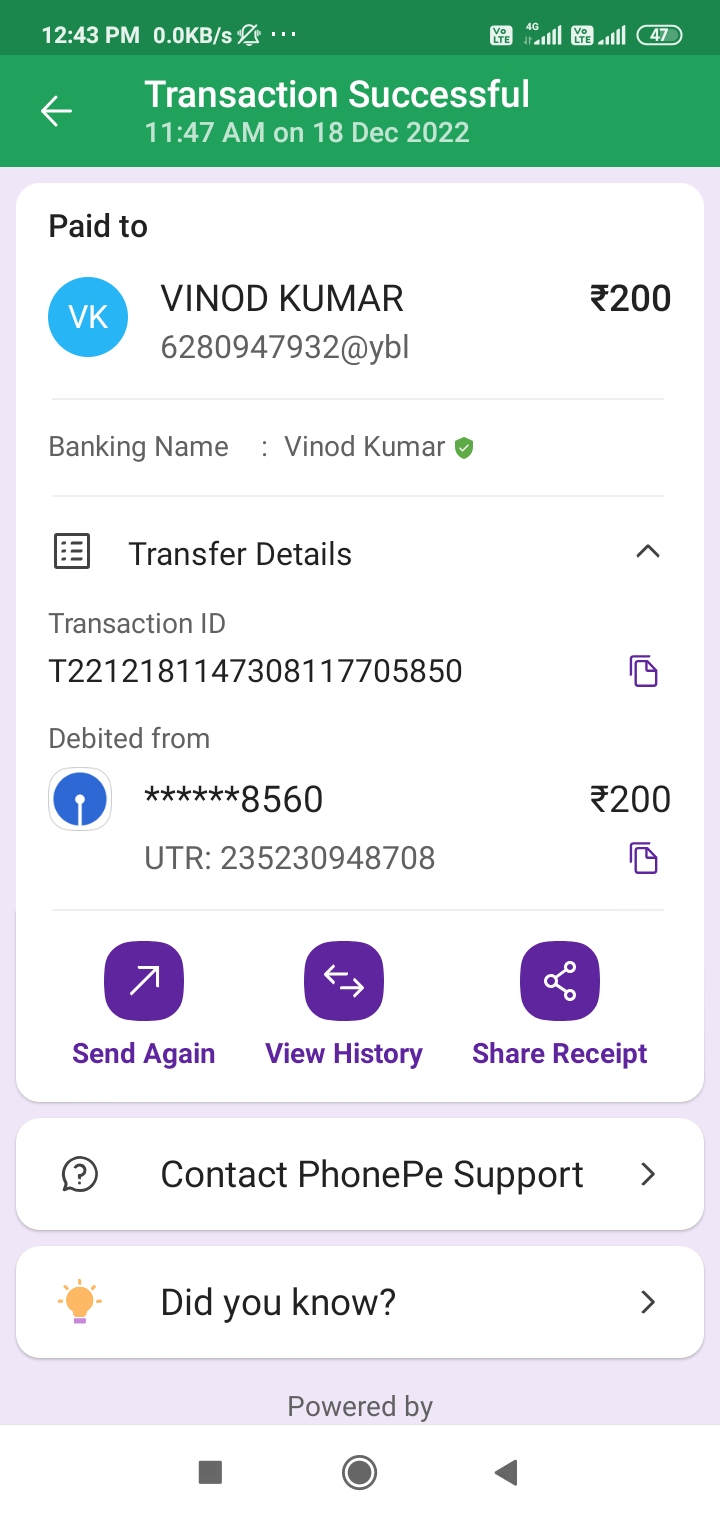 12:43 PM 0.0KB/s ...
Vo LTE 4G Vo LTE 47
Transaction Successful
11:47 AM on 18 Dec 2022
Paid to
VK
VINOD KUMAR ₹200
6280947932@ybl
Banking Name : Vinod Kumar
Transfer Details
Transaction ID
T2212181147308117705850
Debited from
******8560 ₹200
UTR: 235230948708
Send Again View History Share Receipt
Contact PhonePe Support
Did you know?
Powered by